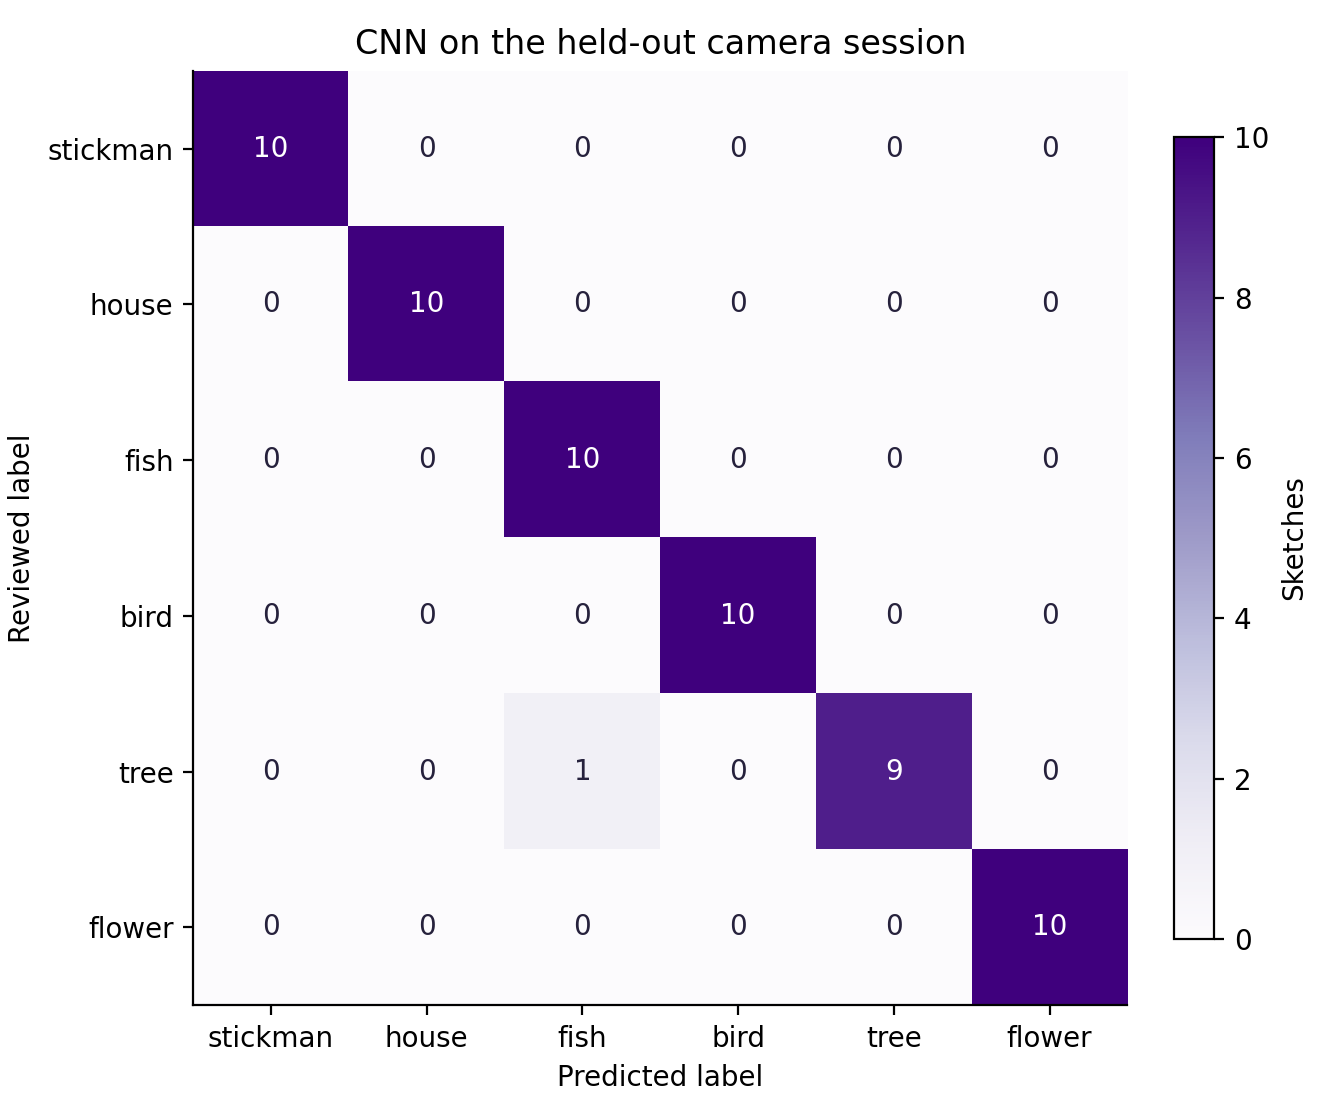 CNN on the held-out camera session
stickman 10 0 0 0 0 0
house 0 10 0 0 0 0
fish 0 0 10 0 0 0
bird 0 0 0 10 0 0
tree 0 0 1 0 9 0
flower 0 0 0 0 0 10
stickman house fish bird tree flower
Predicted label
Reviewed label
10
8
6
4
2
0
Sketches